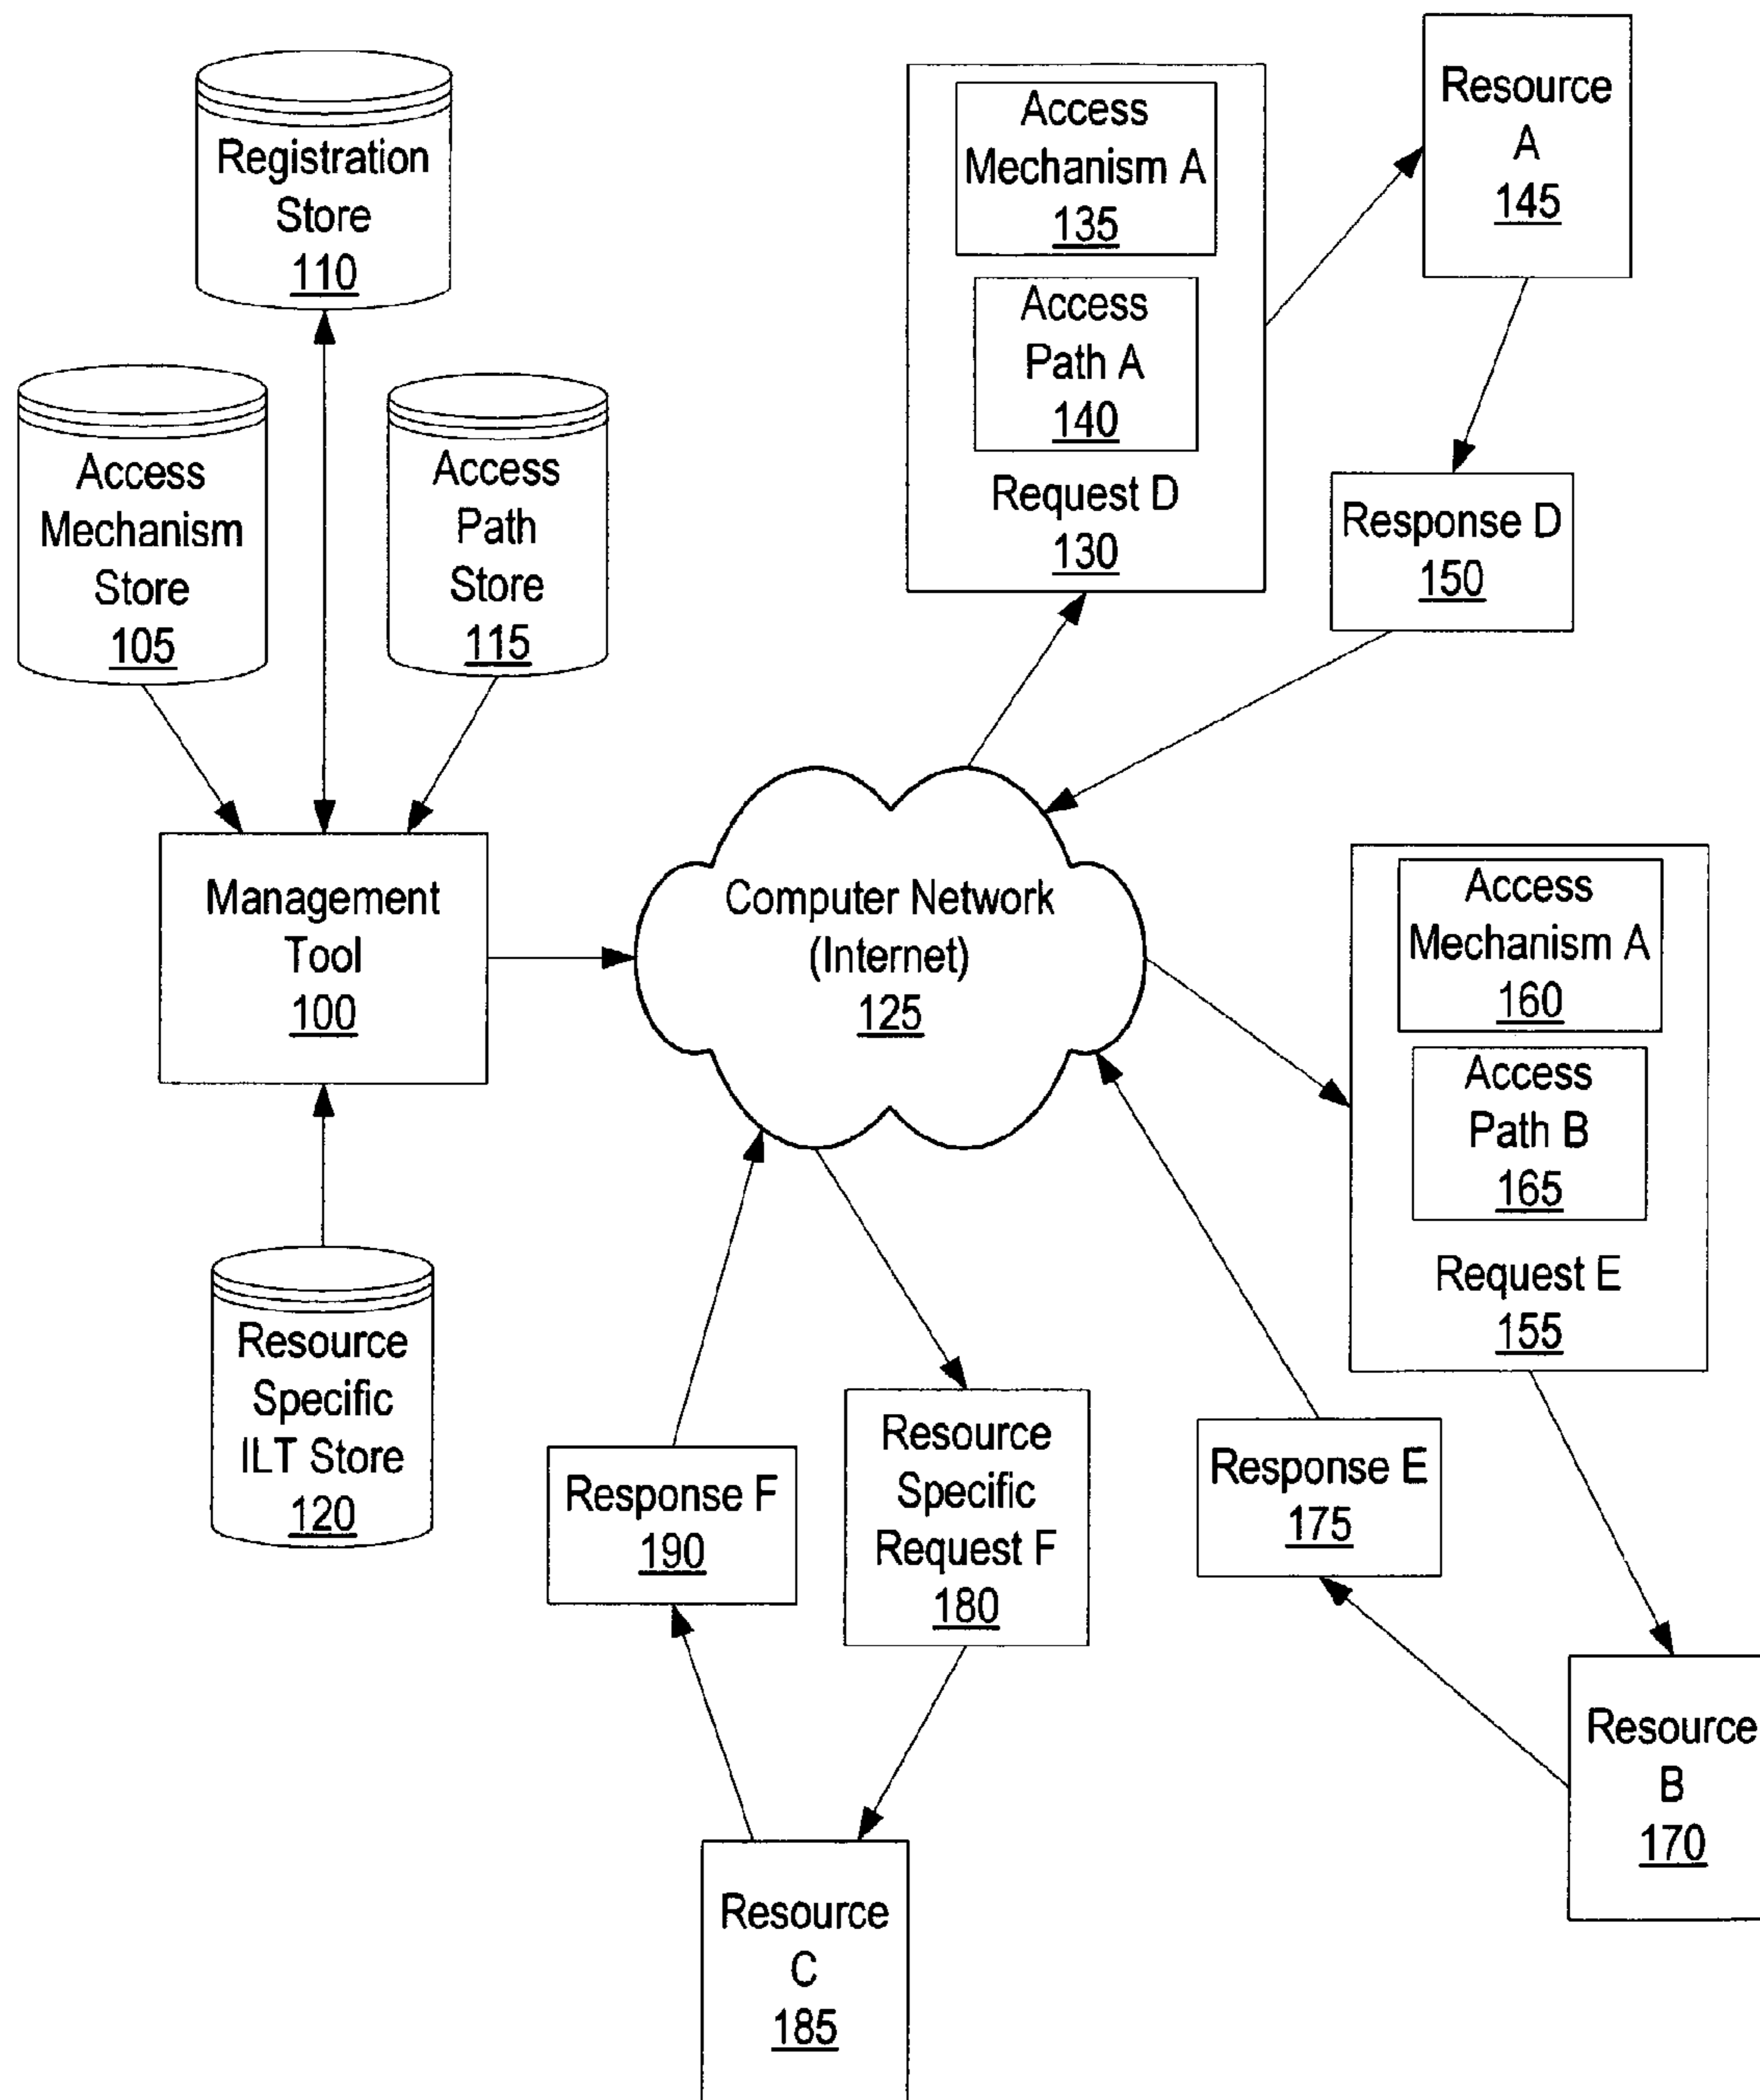 Registration
Store
110
Access
Mechanism
Store
105
Access
Path
Store
115
Management
Tool
100
Resource
Specific
ILT Store
120
Computer Network
(Internet)
125
Access
Mechanism A
135
Access
Path A
140
Request D
130
Resource
A
145
Response D
150
Access
Mechanism A
160
Access
Path B
165
Request E
155
Resource
B
170
Response E
175
Resource
Specific
Request F
180
Response F
190
Resource
C
185